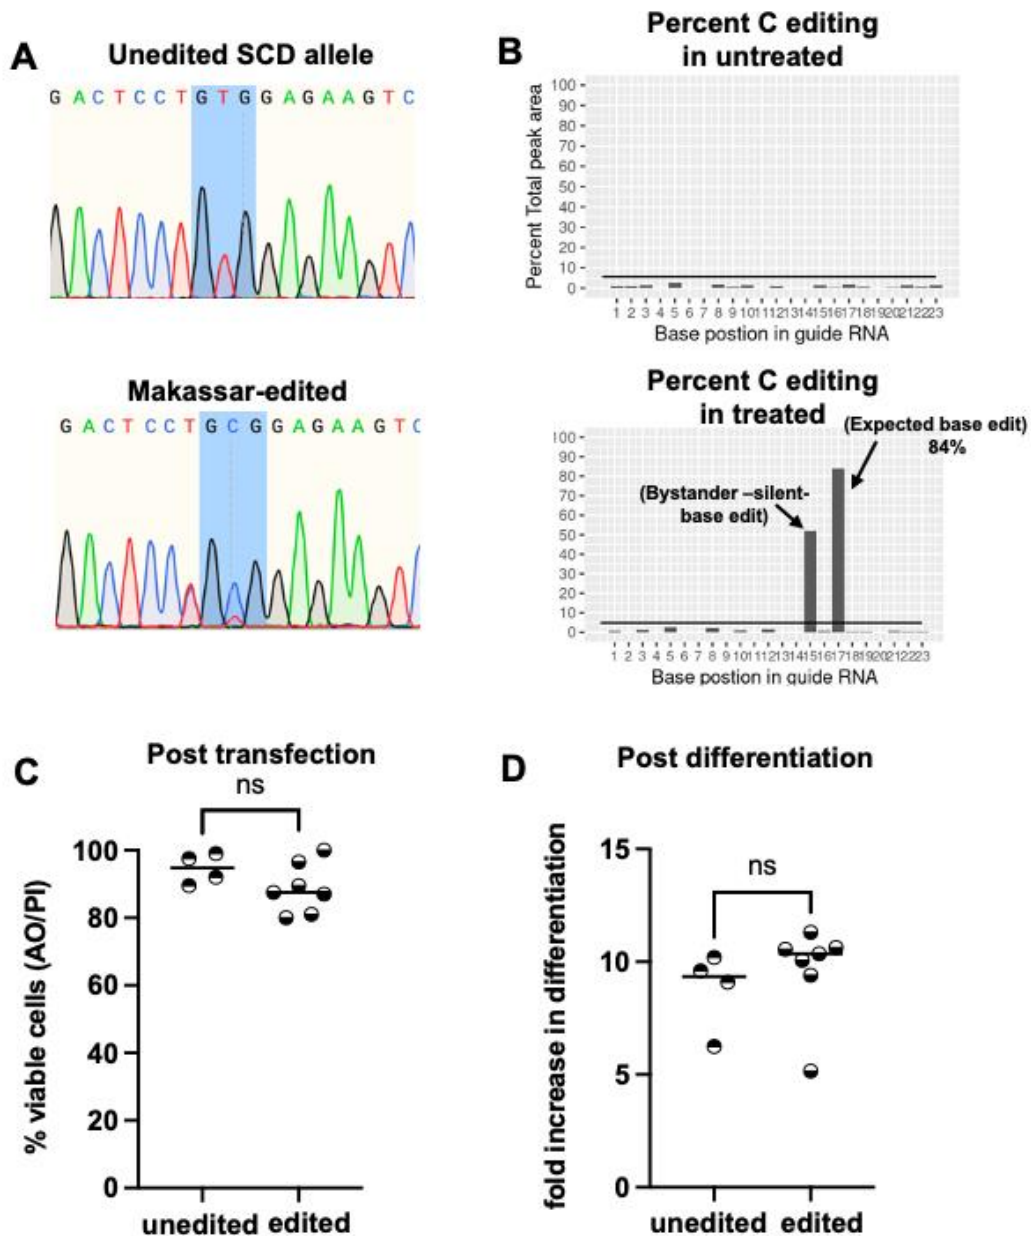 A
Unedited SCD allele
G A C T C C T G T G G A G A A G T C
Makassar-edited
G A C T C C T G C G G A G A A G T C
B
Percent C editing
in untreated
Percent Total peak area
100
90
80
70
60
50
40
30
20
10
0
1 2 3 4 5 6 7 8 9 10 11 12 13 14 15 16 17 18 19 20 21 22 23
Base postion in guide RNA
Percent C editing
in treated
(Expected base edit)
84%
(Bystander –silent-
base edit)
100
90
80
70
60
50
40
30
20
10
0
1 2 3 4 5 6 7 8 9 10 11 12 13 14 15 16 17 18 19 20 21 22 23
Base postion in guide RNA
C
Post transfection
ns
% viable cells (AO/PI)
100
80
60
40
20
0
unedited edited
D
Post differentiation
ns
fold increase in differentiation
15
10
5
0
unedited edited